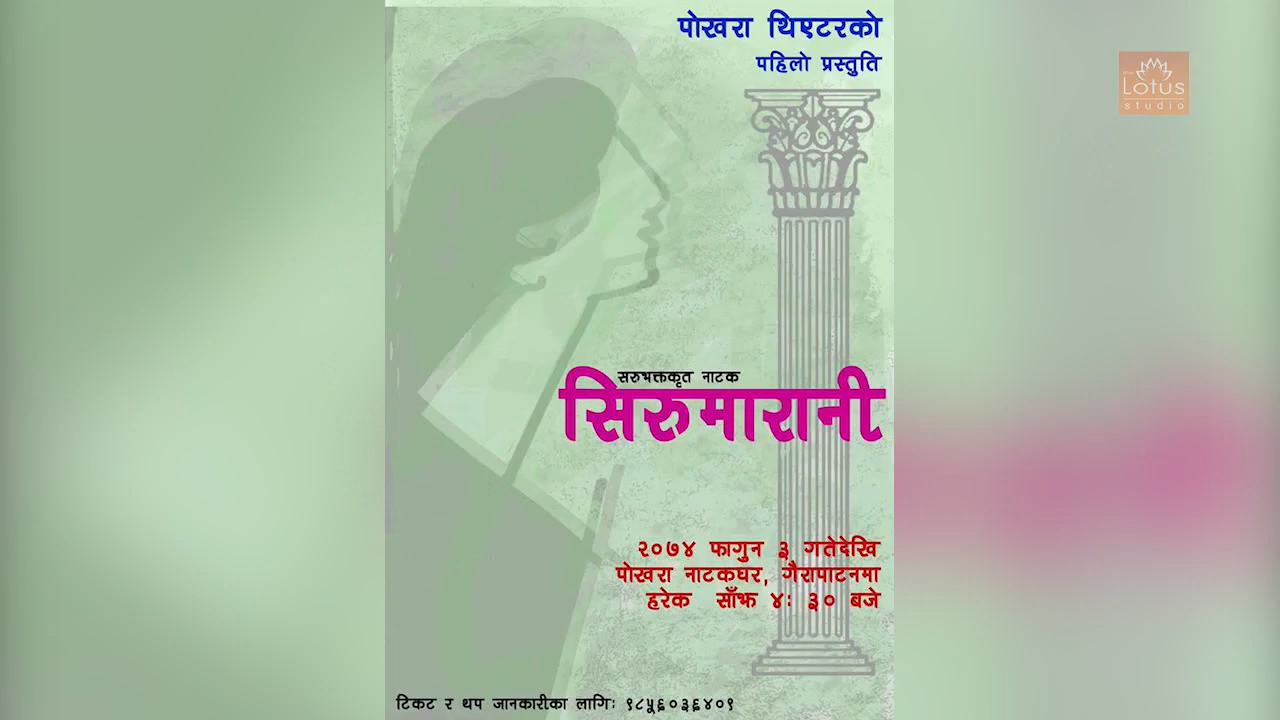 पोखरा थिएटरको
पहिलो प्रस्तुति
Lotus
studio
सरुभक्तकृत नाटक
सिरुमारानी
२०७४ फागुन ३ गतेदेखि
पोखरा नाटकघर, गैरापाटनमा
हरेक साँझ ४ः ३० बजे
टिकट र थप जानकारीका लागिः ९८५६०३६४०९